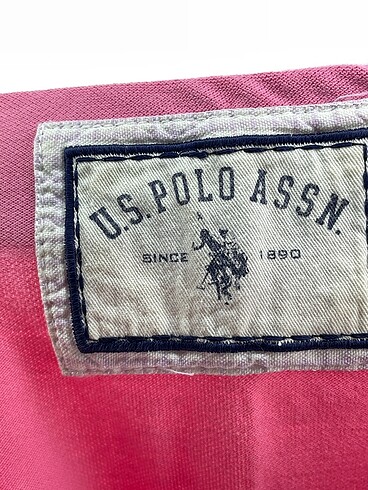 U.S. POLO ASSN.
SINCE 1890